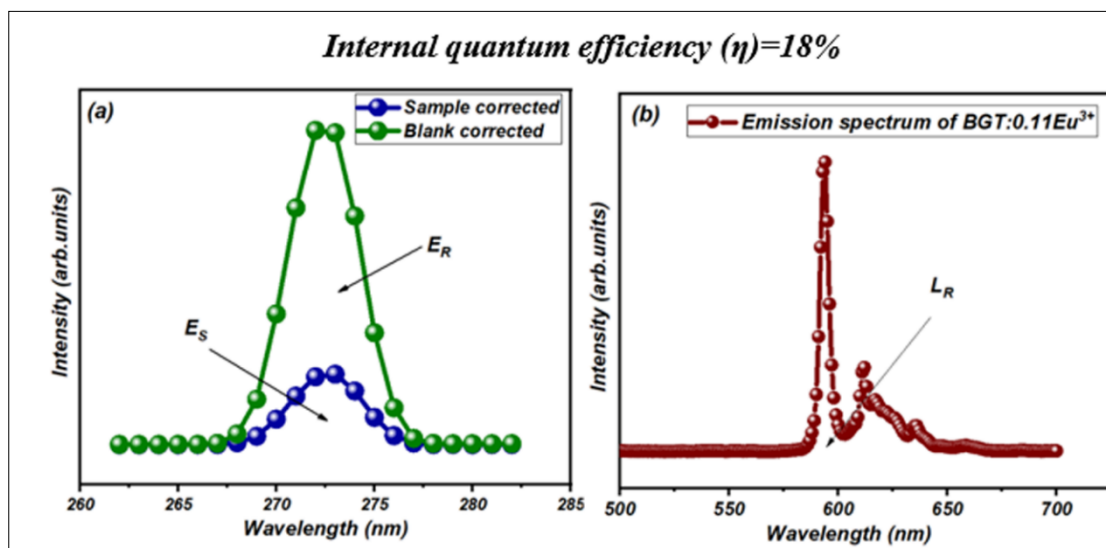 Internal quantum efficiency (η)=18%
(a)
Sample corrected
Blank corrected
E_R
E_S
Intensity (arb.units)
260 265 270 275 280 285
Wavelength (nm)
(b)
Emission spectrum of BGT:0.11Eu³⁺
L_R
Intensity (arb.units)
500 550 600 650 700
Wavelength (nm)